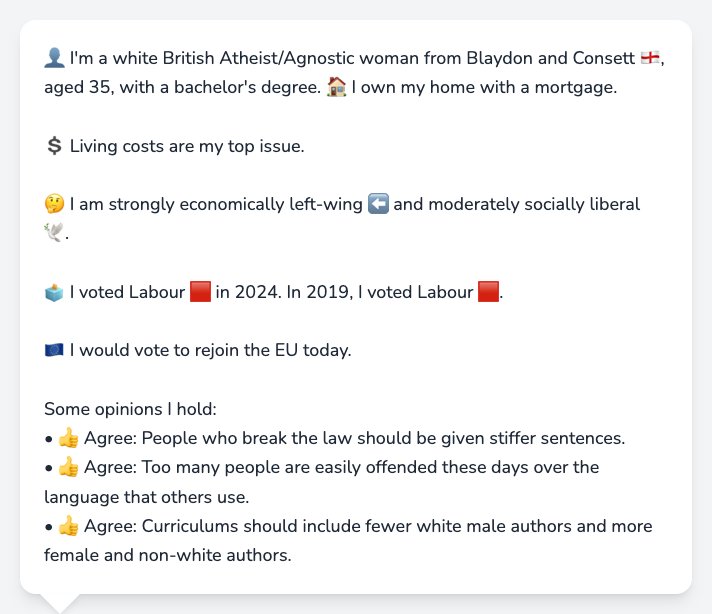 👤 I'm a white British Atheist/Agnostic woman from Blaydon and Consett 🏴󠁧󠁢󠁥󠁮󠁧󠁿,
aged 35, with a bachelor's degree. 🏠 I own my home with a mortgage.
💲 Living costs are my top issue.
🤔 I am strongly economically left-wing ⬅️ and moderately socially liberal
🕊️.
🗳️ I voted Labour 🟥 in 2024. In 2019, I voted Labour 🟥.
🇪🇺 I would vote to rejoin the EU today.
Some opinions I hold:
• 👍 Agree: People who break the law should be given stiffer sentences.
• 👍 Agree: Too many people are easily offended these days over the
language that others use.
• 👍 Agree: Curriculums should include fewer white male authors and more
female and non-white authors.